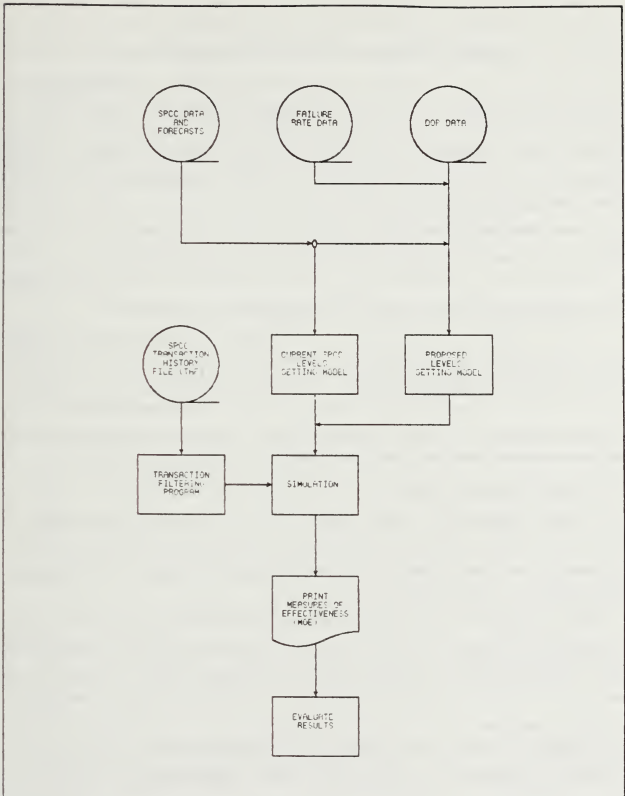 SPCC DATA
AND
FORECASTS
FAILURE
RATE DATA
DOF DATA
SPCC
TRANSACTION
HISTORY
FILE (THF)
CURRENT SPCC
LEVELS
SETTING MODEL
PROPOSED
LEVELS
SETTING MODEL
TRANSACTION
FILTERING
PROGRAM
SIMULATION
PRINT
MEASURES OF
EFFECTIVENESS
(MOE)
EVALUATE
RESULTS